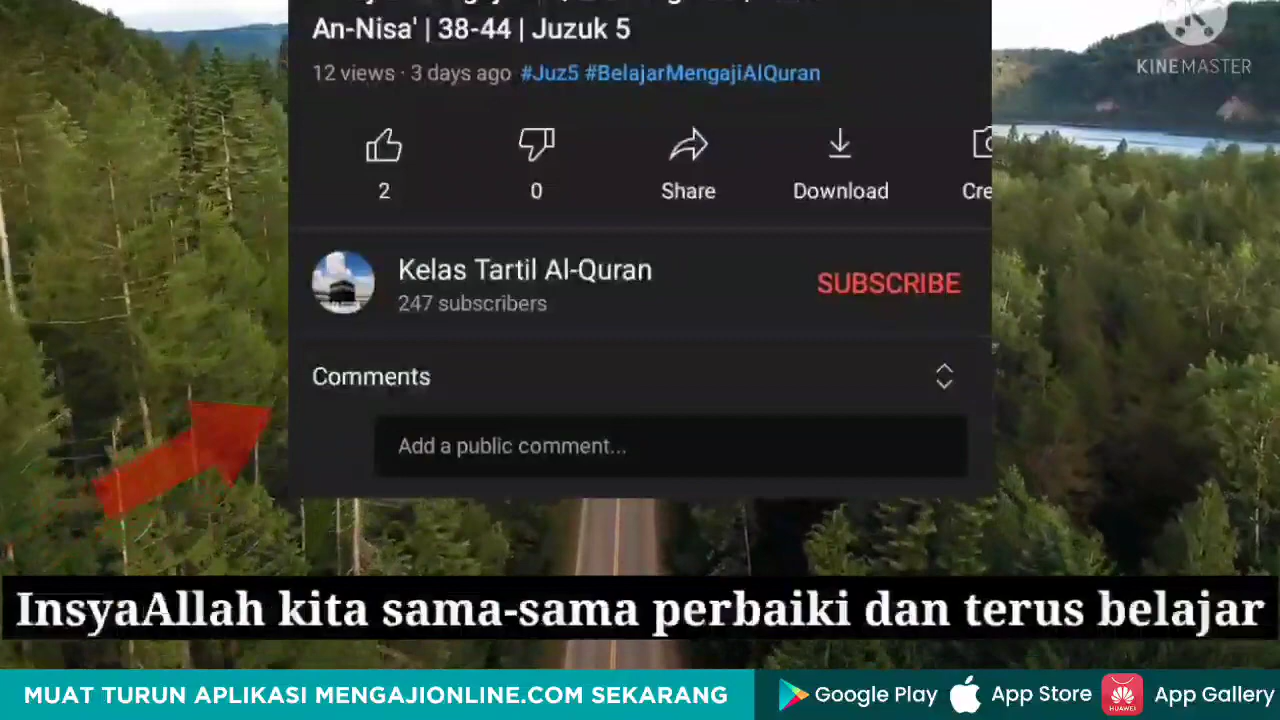 An-Nisa' | 38-44 | Juzuk 5
KINEMASTER
12 views · 3 days ago #Juz5 #BelajarMengajiAlQuran
2
0
Share
Download
Cre
Kelas Tartil Al-Quran
247 subscribers
SUBSCRIBE
Comments
Add a public comment...
InsyaAllah kita sama-sama perbaiki dan terus belajar
MUAT TURUN APLIKASI MENGAJIONLINE.COM SEKARANG
Google Play
App Store
HUAWEI
App Gallery